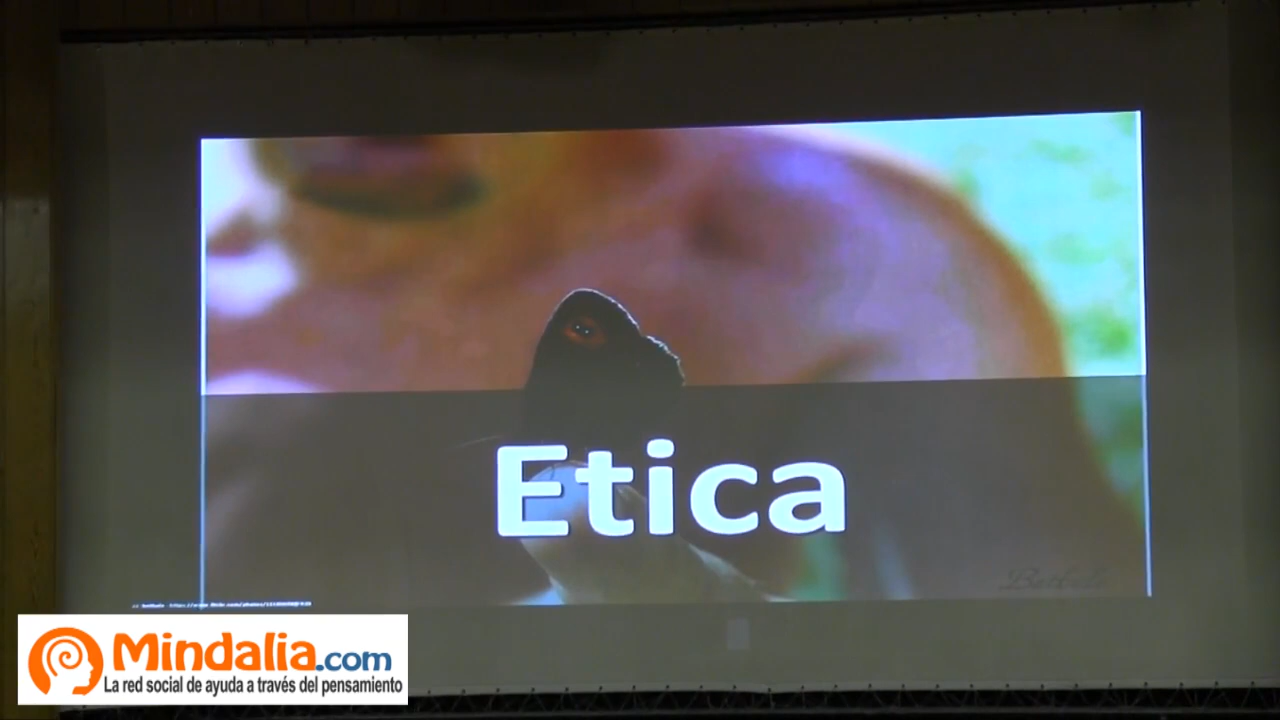 Etica
Mindalia.com
La red social de ayuda a través del pensamiento